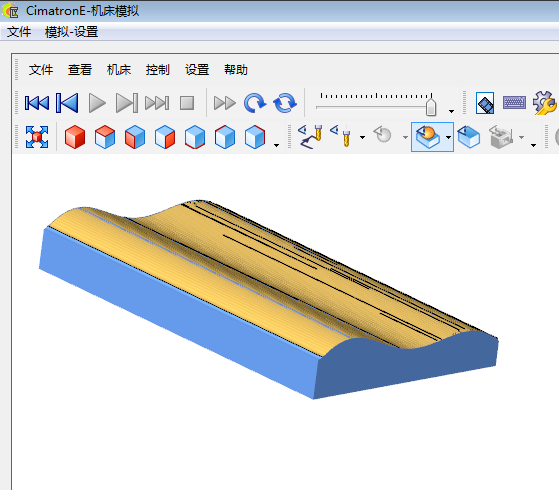 CimatronE-机床模拟
文件 模拟-设置
文件 查看 机床 控制 设置 帮助